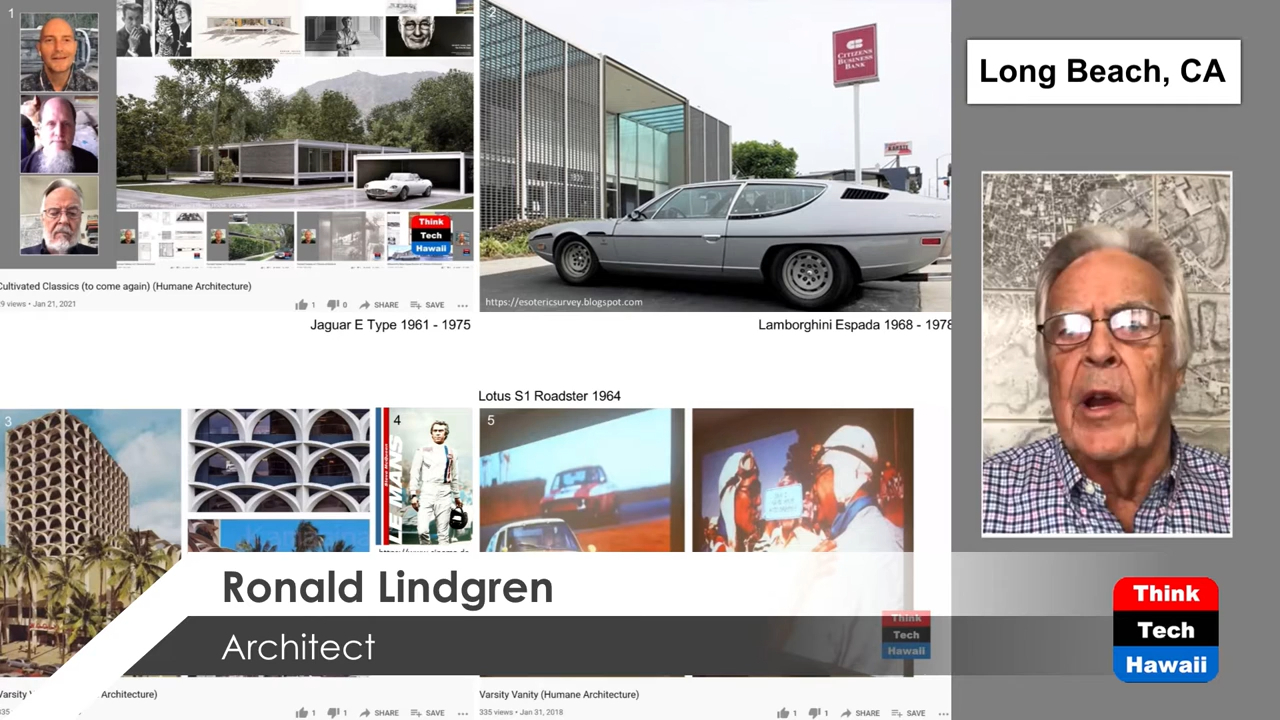 1
Think
Tech
Hawaii
Cultivated Classics (to come again) (Humane Architecture)
9 views • Jan 21, 2021
1
0
SHARE
SAVE
Jaguar E Type 1961 - 1975
2
CITIZENS
BUSINESS
BANK
https://esotericsurvey.blogspot.com
Lamborghini Espada 1968 - 1978
Long Beach, CA
Lotus S1 Roadster 1964
3
4
LE MANS
5
Ronald Lindgren
Architect
Think
Tech
Hawaii
Think
Tech
Hawaii
Architecture)
335
1
1
SHARE
SAVE
Varsity Vanity (Humane Architecture)
335 views • Jan 31, 2018
1
1
SHARE
SAVE